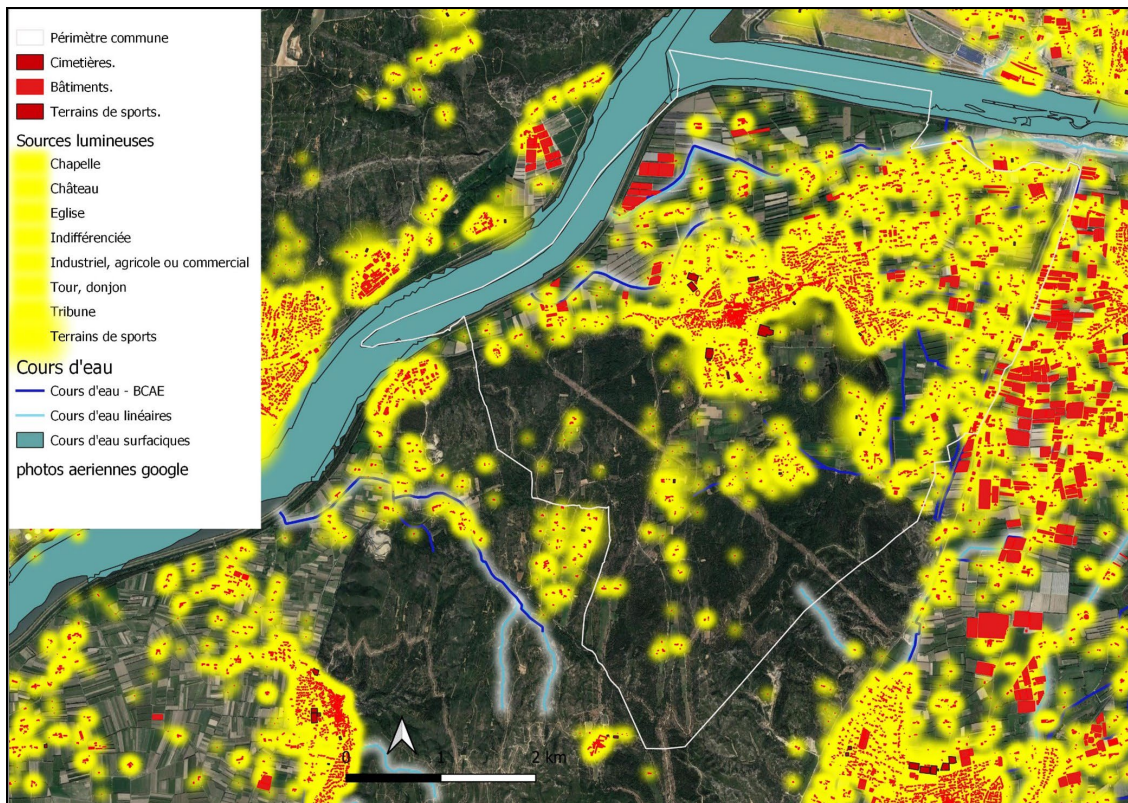 Périmètre commune
Cimetières.
Bâtiments.
Terrains de sports.
Sources lumineuses
Chapelle
Château
Eglise
Indifférenciée
Industriel, agricole ou commercial
Tour, donjon
Tribune
Terrains de sports
Cours d'eau
Cours d'eau - BCAE
Cours d'eau linéaires
Cours d'eau surfaciques
photos aeriennes google
0 1 2 km